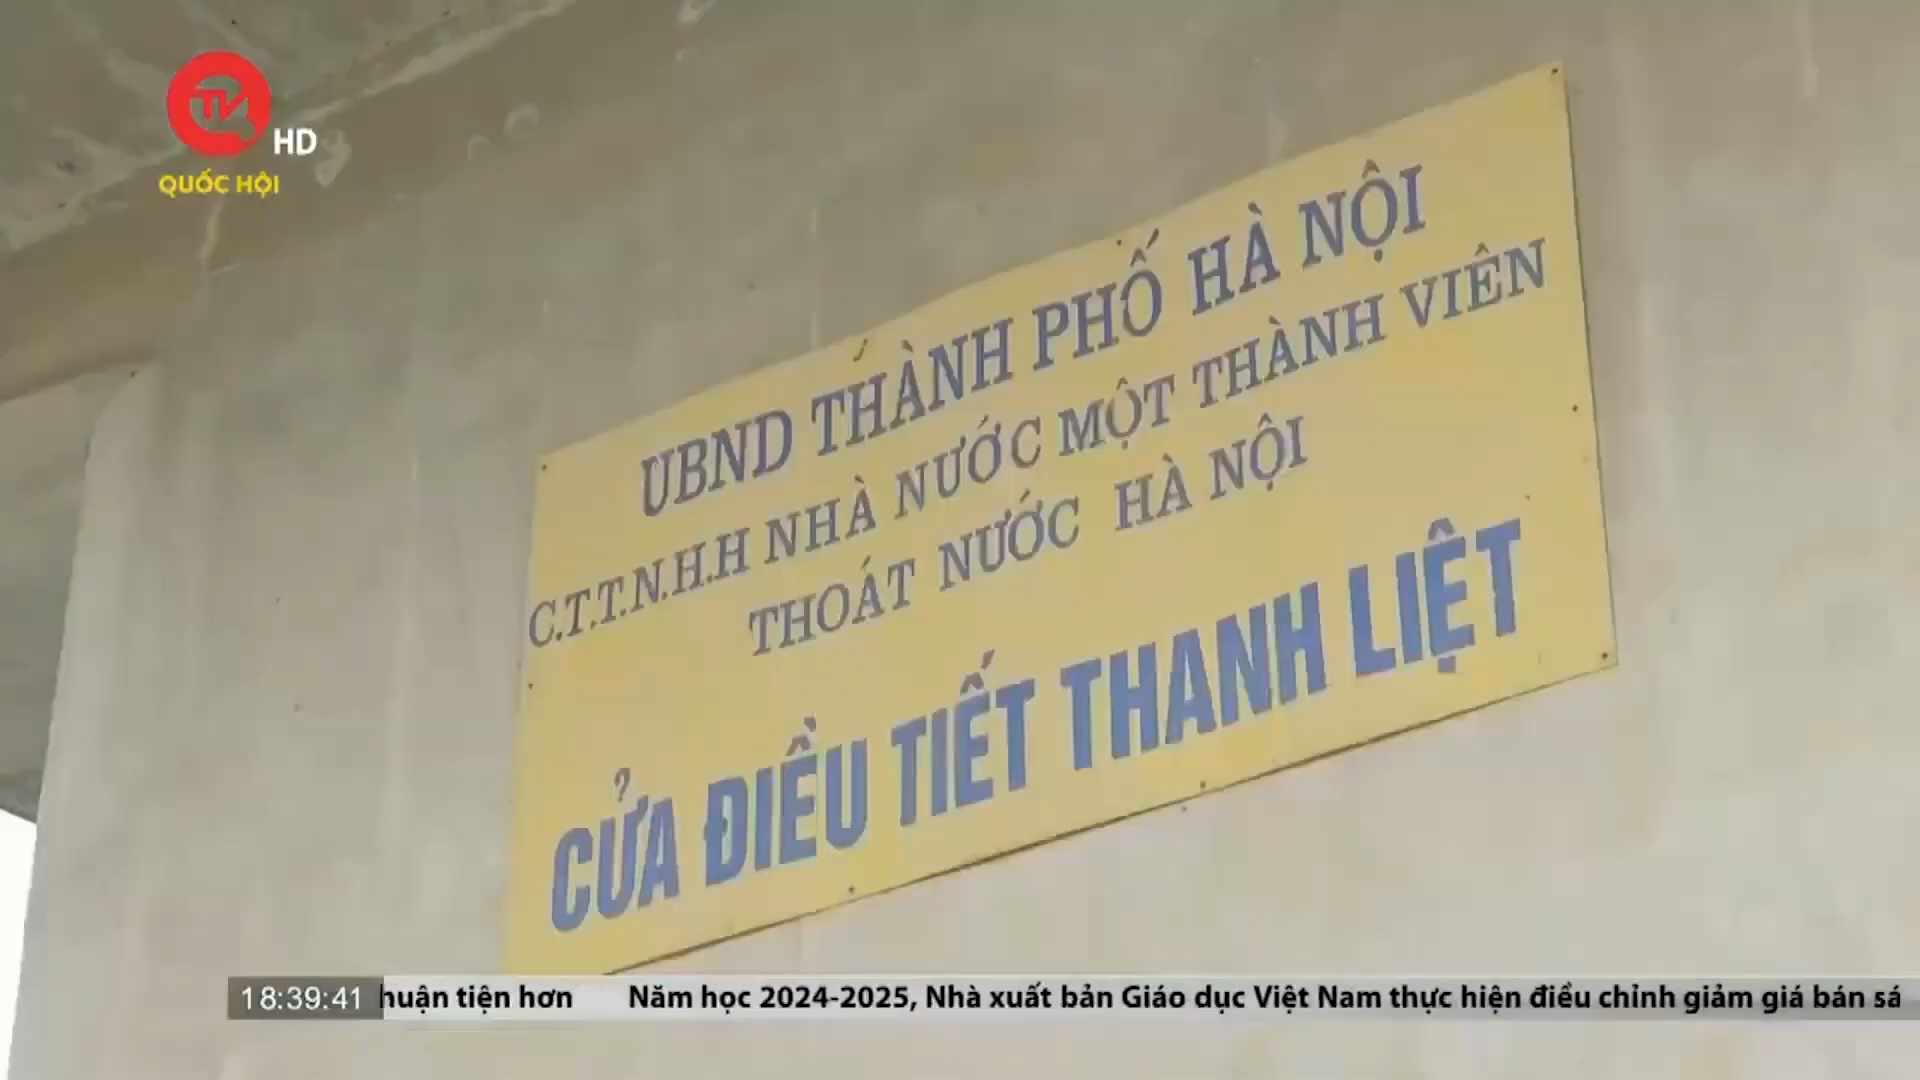 HD
QUỐC HỘI
UBND THÀNH PHỐ HÀ NỘI
C.T.T.N.H.H NHÀ NƯỚC MỘT THÀNH VIÊN
THOÁT NƯỚC HÀ NỘI
CỬA ĐIỀU TIẾT THANH LIỆT
18:39:41 huận tiện hơn Năm học 2024-2025, Nhà xuất bản Giáo dục Việt Nam thực hiện điều chỉnh giảm giá bán sá